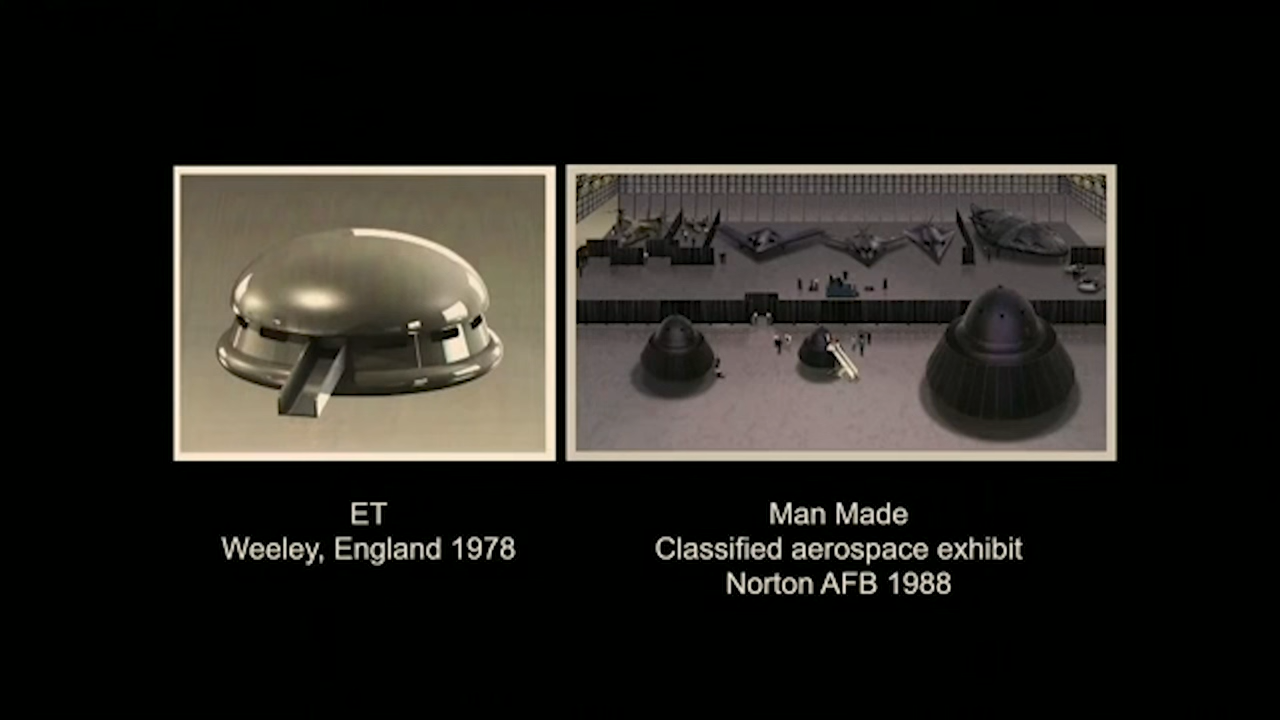 ET
Weeley, England 1978
Man Made
Classified aerospace exhibit
Norton AFB 1988